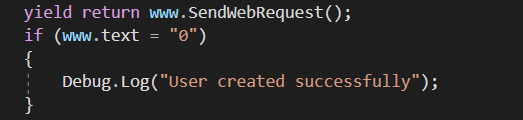 yield return www.SendWebRequest();
if (www.text = "0")
{
Debug.Log("User created successfully");
}